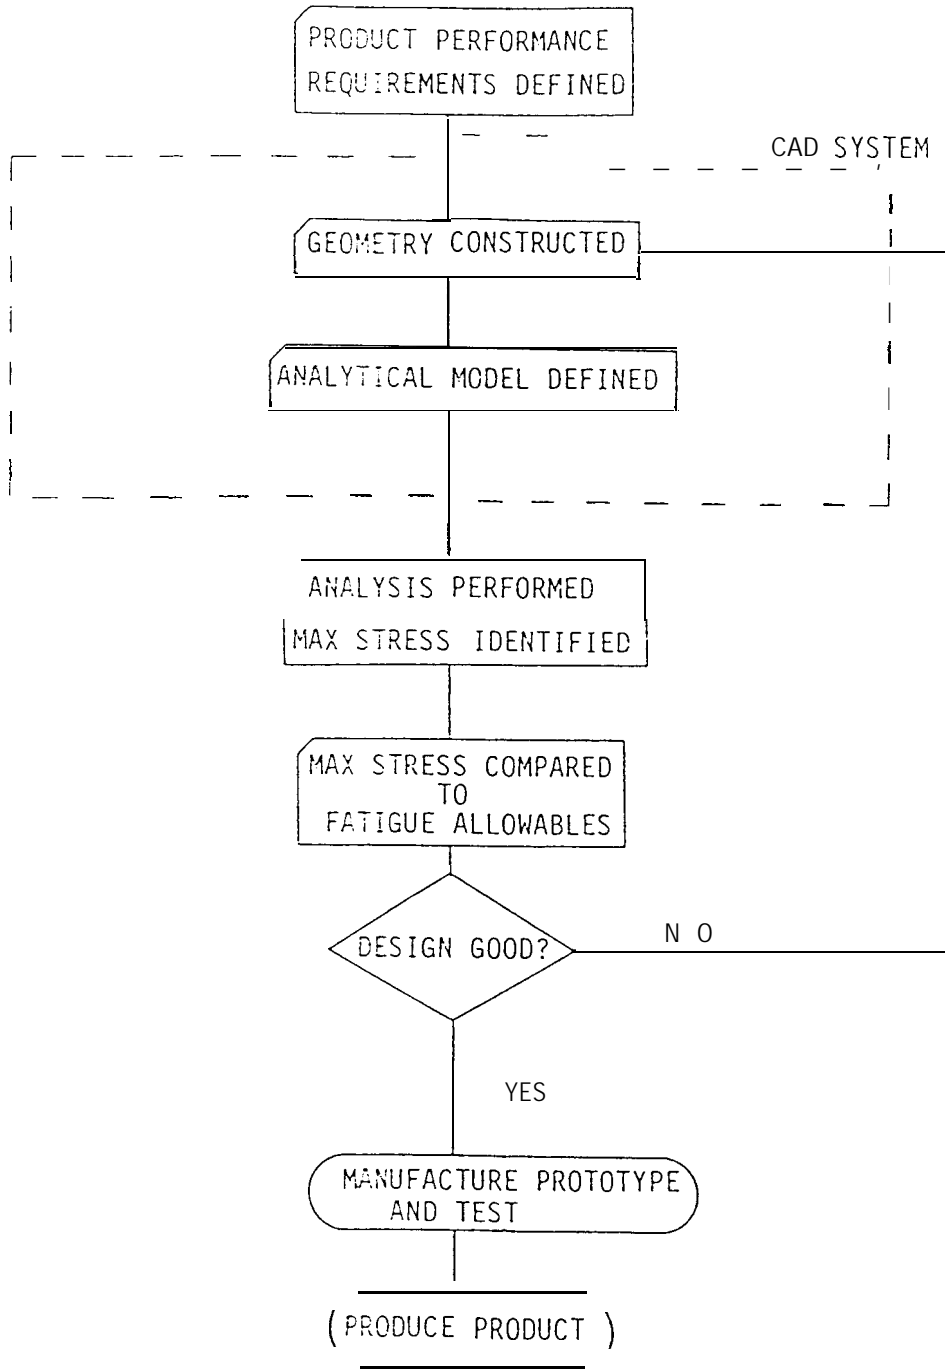 PRODUCT PERFORMANCE
REQUIREMENTS DEFINED
CAD SYSTEM
GEOMETRY CONSTRUCTED
ANALYTICAL MODEL DEFINED
ANALYSIS PERFORMED
MAX STRESS IDENTIFIED
MAX STRESS COMPARED
TO
FATIGUE ALLOWABLES
DESIGN GOOD?
N O
YES
MANUFACTURE PROTOTYPE
AND TEST
(PRODUCE PRODUCT )